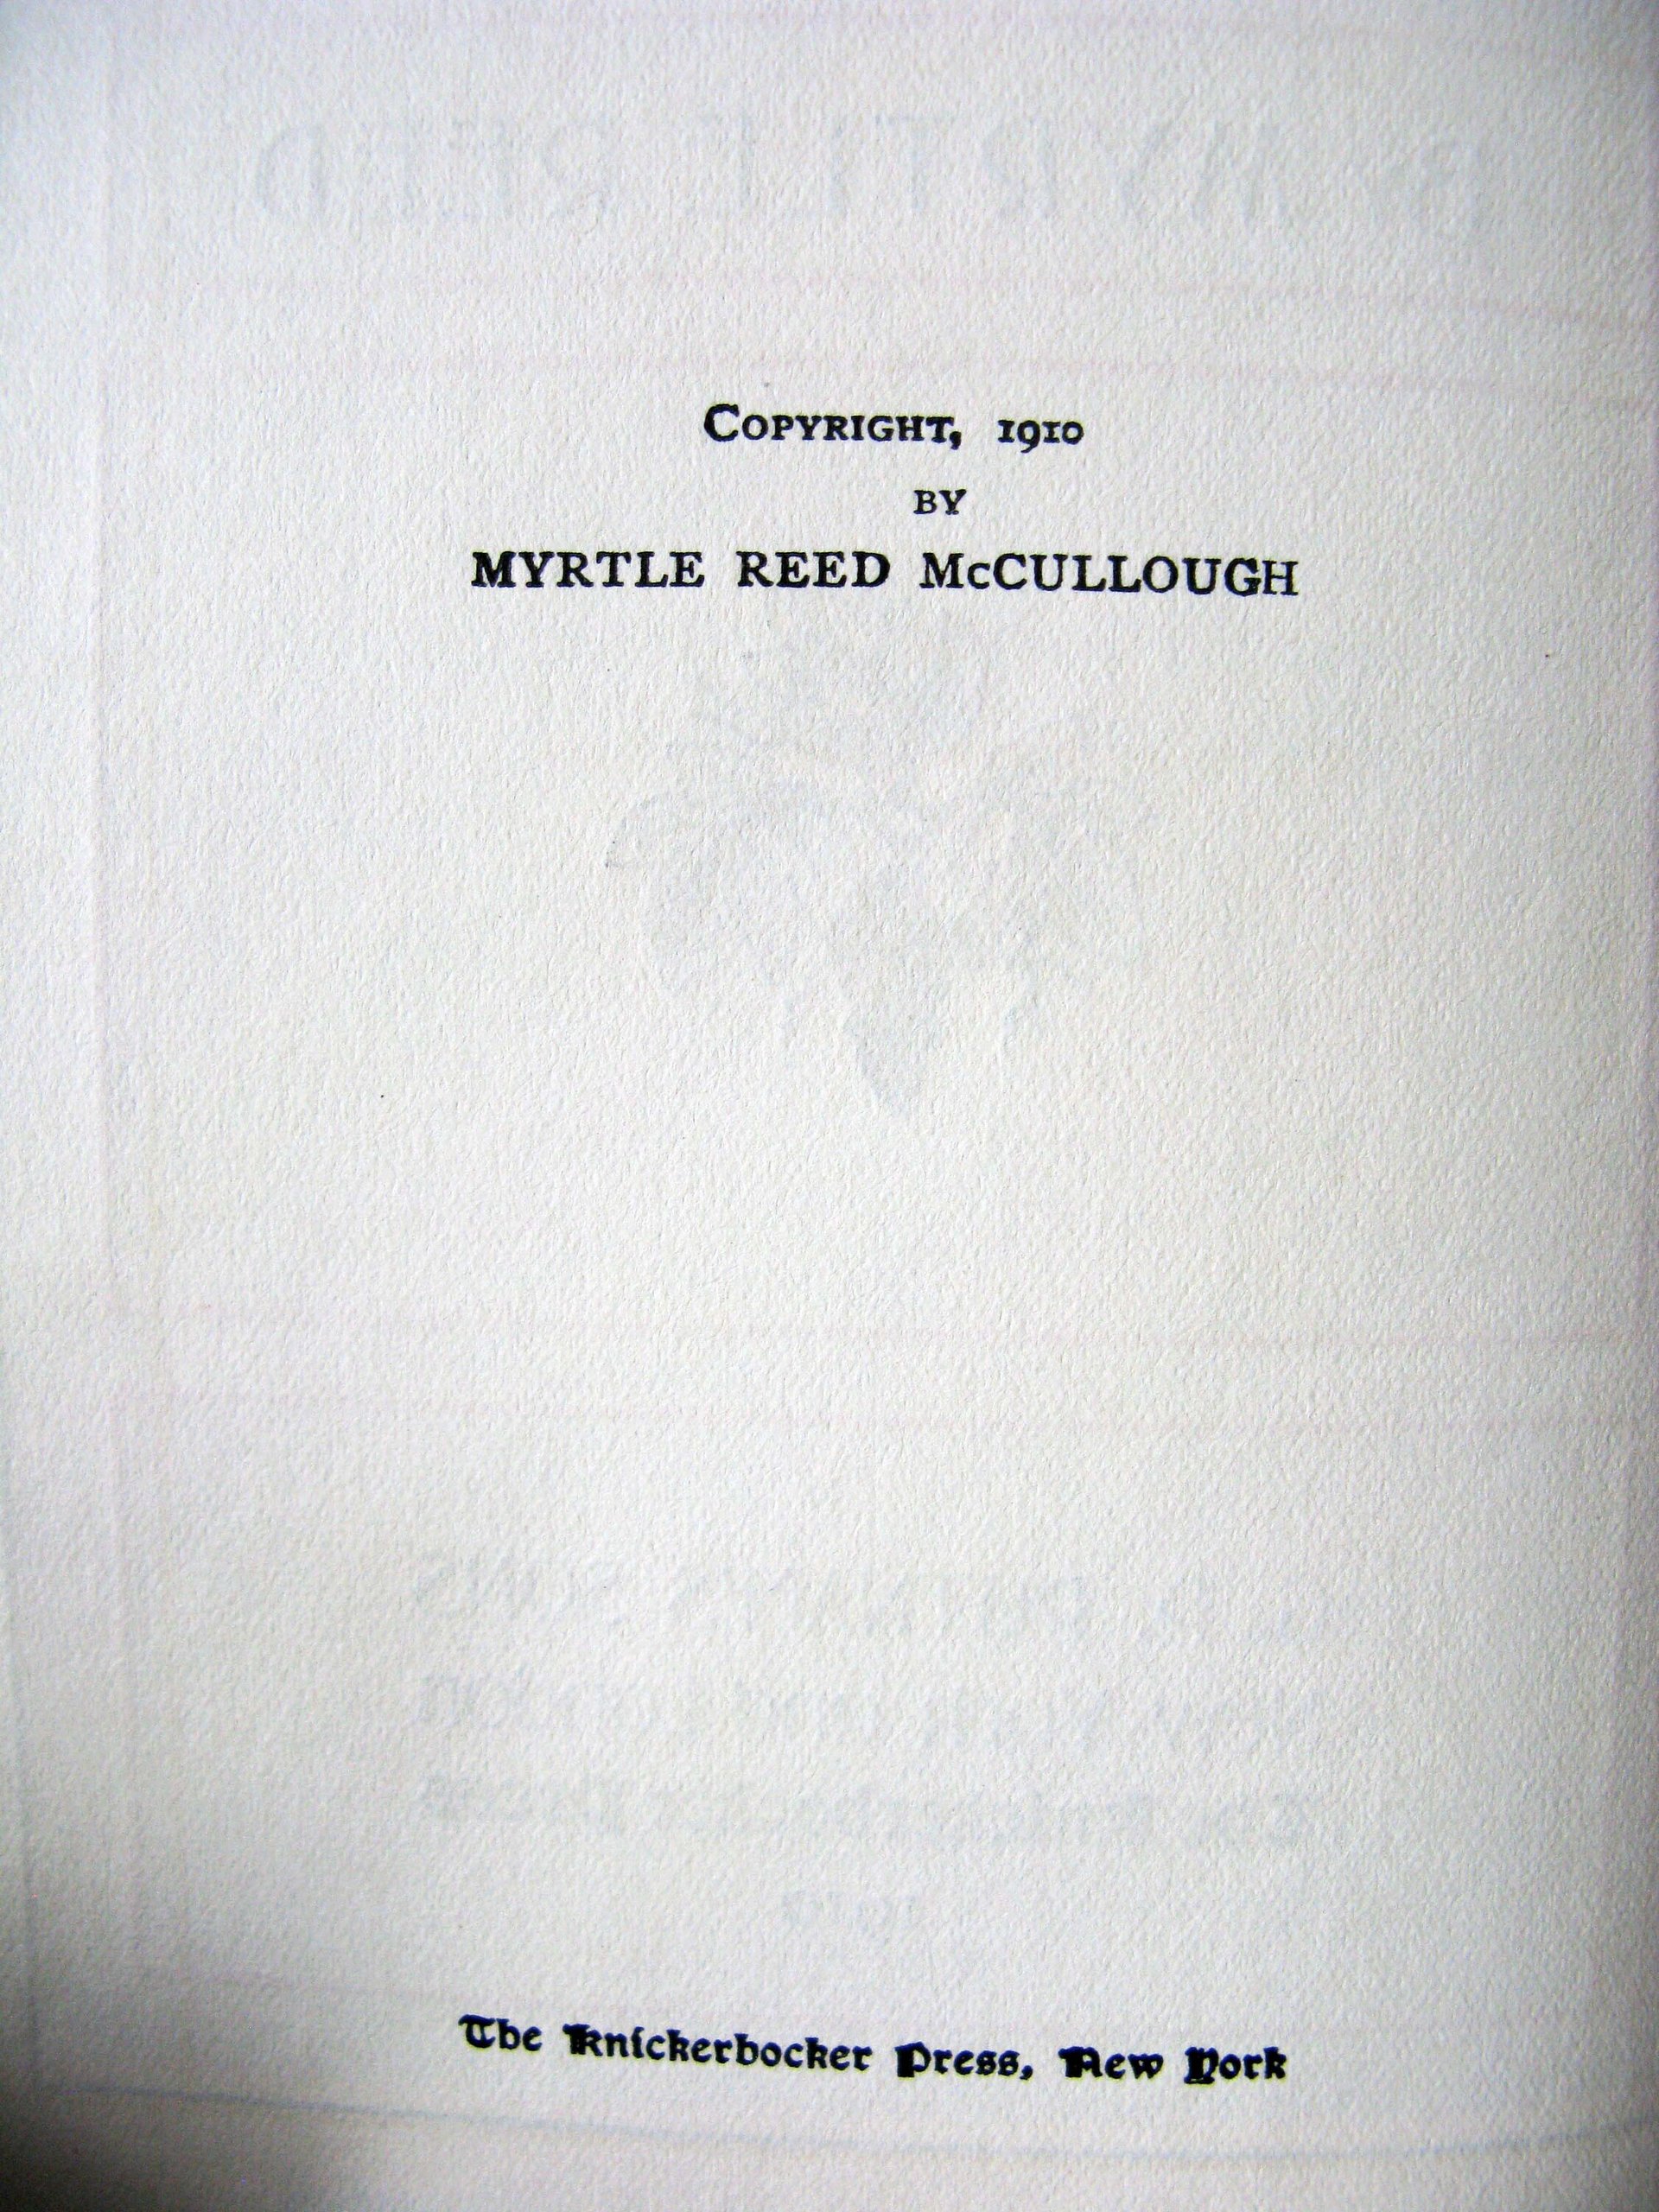 COPYRIGHT, 1910
BY
MYRTLE REED McCULLOUGH
The Knickerbocker Press, New York